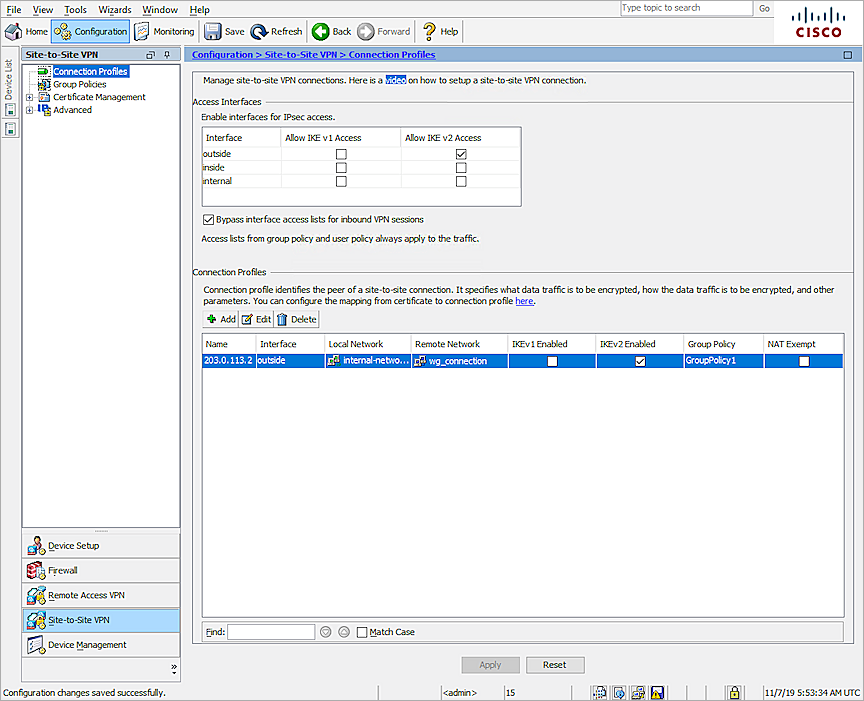 File View Tools Wizards Window Help
Type topic to search Go
Home Configuration Monitoring Save Refresh Back Forward Help
CISCO
Device List
Site-to-Site VPN
Connection Profiles
Group Policies
Certificate Management
Advanced
Device Setup
Firewall
Remote Access VPN
Site-to-Site VPN
Device Management
»
Configuration > Site-to-Site VPN > Connection Profiles
Manage site-to-site VPN connections. Here is a video on how to setup a site-to-site VPN connection.
Access Interfaces
Enable interfaces for IPsec access.
Interface Allow IKE v1 Access Allow IKE v2 Access
outside
inside
internal
Bypass interface access lists for inbound VPN sessions
Access lists from group policy and user policy always apply to the traffic.
Connection Profiles
Connection profile identifies the peer of a site-to-site connection. It specifies what data traffic is to be encrypted, how the data traffic is to be encrypted, and other
parameters. You can configure the mapping from certificate to connection profile here.
Add Edit Delete
Name Interface Local Network Remote Network IKEv1 Enabled IKEv2 Enabled Group Policy NAT Exempt
203.0.113.2 outside internal-netwo... wg_connection GroupPolicy1
Find: Match Case
Apply Reset
Configuration changes saved successfully. <admin> 15 11/7/19 5:53:34 AM UTC